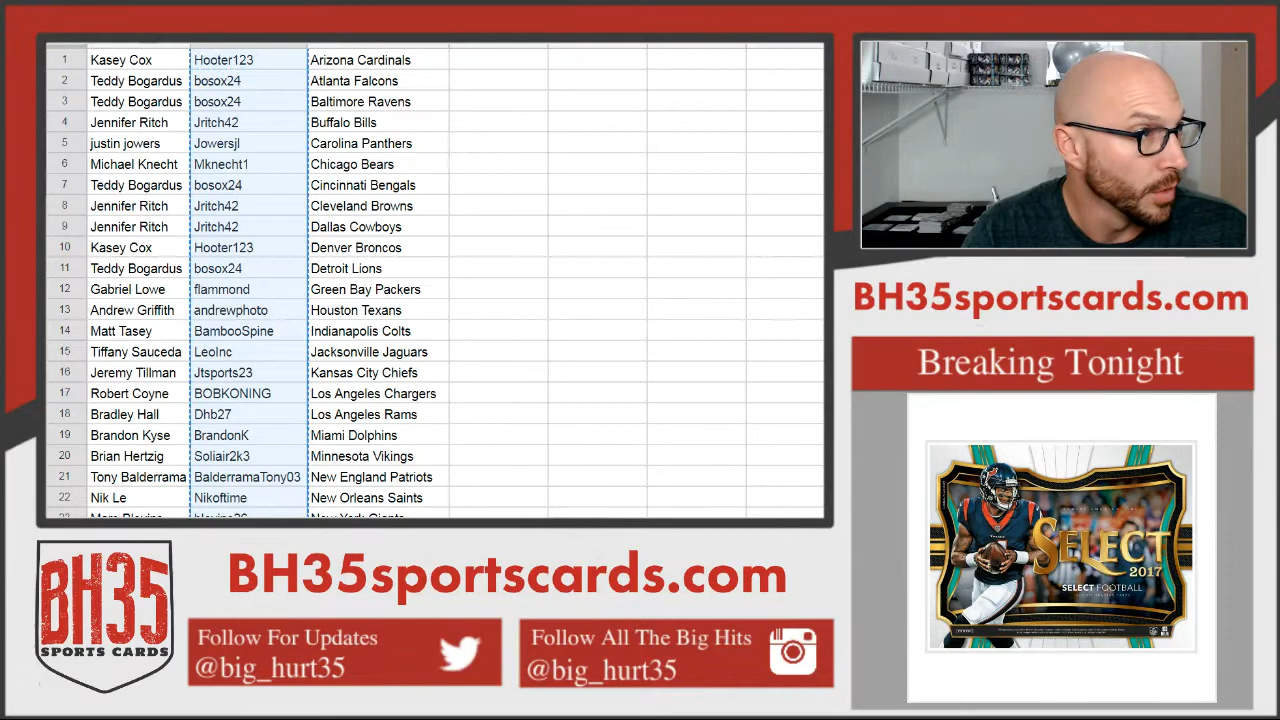 1 Kasey Cox Hooter123 Arizona Cardinals
2 Teddy Bogardus bosox24 Atlanta Falcons
3 Teddy Bogardus bosox24 Baltimore Ravens
4 Jennifer Ritch Jritch42 Buffalo Bills
5 justin jowers Jowersjl Carolina Panthers
6 Michael Knecht Mknecht1 Chicago Bears
7 Teddy Bogardus bosox24 Cincinnati Bengals
8 Jennifer Ritch Jritch42 Cleveland Browns
9 Jennifer Ritch Jritch42 Dallas Cowboys
10 Kasey Cox Hooter123 Denver Broncos
11 Teddy Bogardus bosox24 Detroit Lions
12 Gabriel Lowe flammond Green Bay Packers
13 Andrew Griffith andrewphoto Houston Texans
14 Matt Tasey BambooSpine Indianapolis Colts
15 Tiffany Sauceda LeoInc Jacksonville Jaguars
16 Jeremy Tillman Jtsports23 Kansas City Chiefs
17 Robert Coyne BOBKONING Los Angeles Chargers
18 Bradley Hall Dhb27 Los Angeles Rams
19 Brandon Kyse BrandonK Miami Dolphins
20 Brian Hertzig Soliair2k3 Minnesota Vikings
21 Tony Balderrama BalderramaTony03 New England Patriots
22 Nik Le Nikoftime New Orleans Saints
BH35sportscards.com
Breaking Tonight
SELECT
2017
SELECT FOOTBALL
BH35
SPORTS CARDS
BH35sportscards.com
Follow For Updates
@big_hurt35
Follow All The Big Hits
@big_hurt35